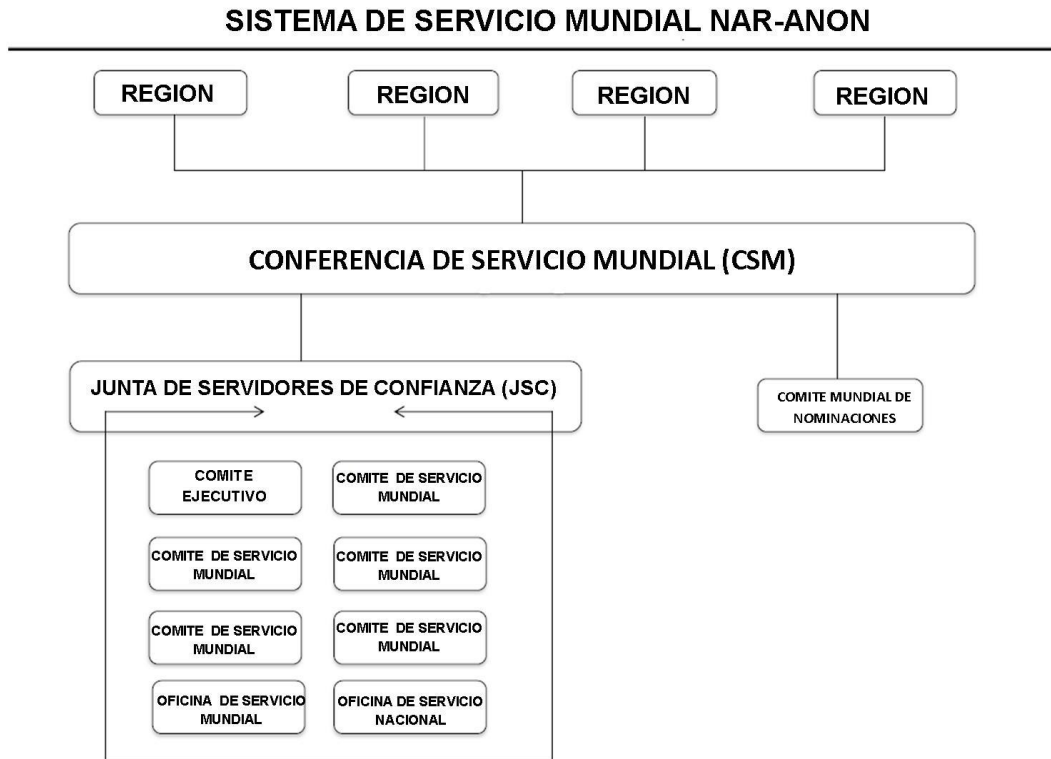 SISTEMA DE SERVICIO MUNDIAL NAR-ANON
REGION
REGION
REGION
REGION
CONFERENCIA DE SERVICIO MUNDIAL (CSM)
JUNTA DE SERVIDORES DE CONFIANZA (JSC)
COMITE MUNDIAL DE
NOMINACIONES
COMITE
EJECUTIVO
COMITE DE SERVICIO
MUNDIAL
COMITE DE SERVICIO
MUNDIAL
COMITE DE SERVICIO
MUNDIAL
COMITE DE SERVICIO
MUNDIAL
COMITE DE SERVICIO
MUNDIAL
OFICINA DE SERVICIO
MUNDIAL
OFICINA DE SERVICIO
NACIONAL